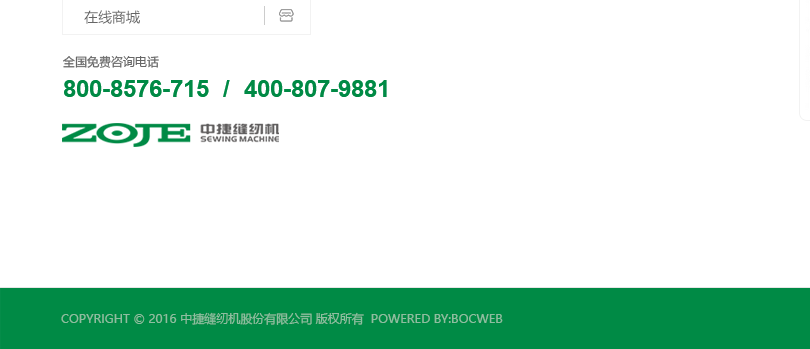 在线商城
全国免费咨询电话
800-8576-715 / 400-807-9881
ZOJE 中捷缝纫机
SEWING MACHINE
COPYRIGHT © 2016 中捷缝纫机股份有限公司 版权所有 POWERED BY:BOCWEB